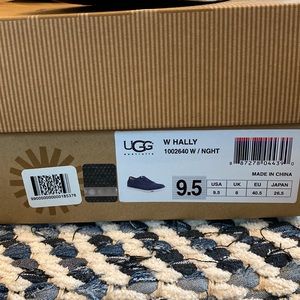 UGG
australia
W HALLY
1002640 W / NGHT
MADE IN CHINA
9.5
USA UK EU JAPAN
9.5 8 40.5 26.5